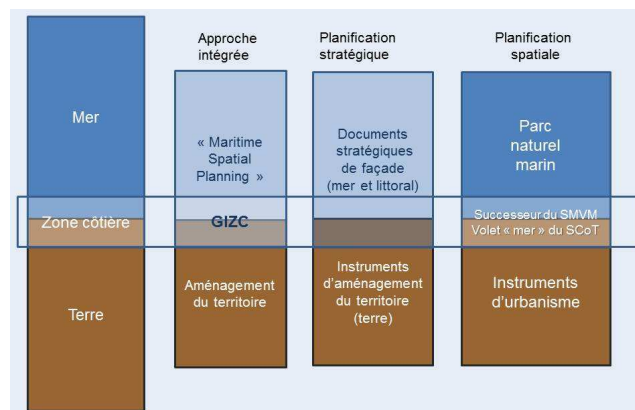 Approche
intégrée
Planification
stratégique
Planification
spatiale
Mer
« Maritime
Spatial
Planning »
Documents
stratégiques
de façade
(mer et littoral)
Parc
naturel
marin
Zone côtière
GIZC
Successeur du SMVM
Volet « mer » du SCoT
Terre
Aménagement
du territoire
Instruments
d'aménagement
du territoire
(terre)
Instruments
d'urbanisme